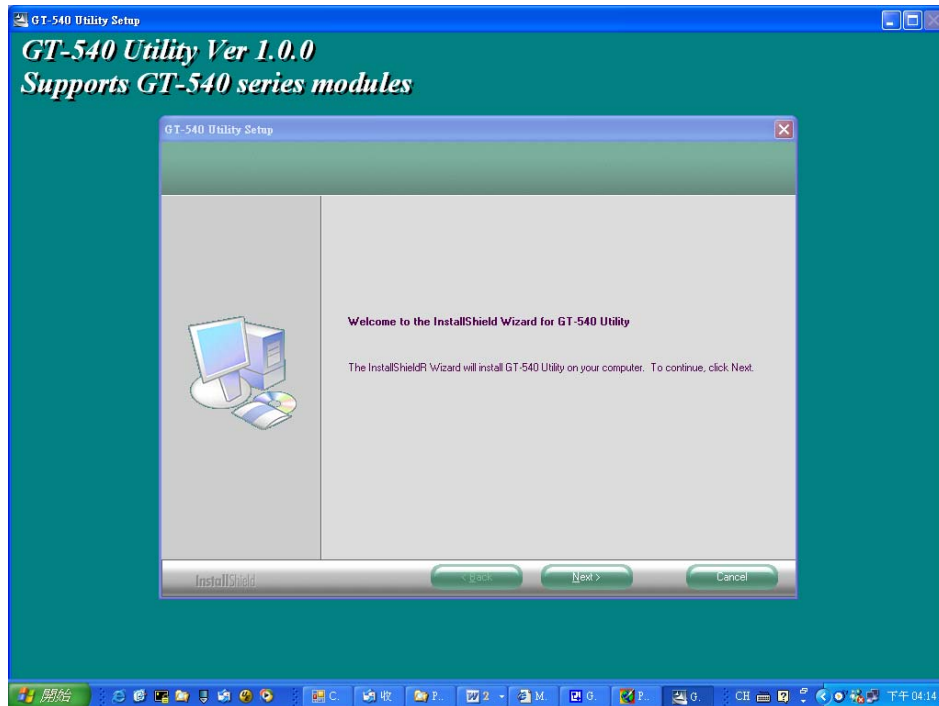 GT-540 Utility Setup
GT-540 Utility Ver 1.0.0
Supports GT-540 series modules
GT-540 Utility Setup
Welcome to the InstallShield Wizard for GT-540 Utility
The InstallShieldR Wizard will install GT-540 Utility on your computer. To continue, click Next.
InstallShield
< Back
Next >
Cancel
開始
C.
收
P..
2
M.
G.
P..
G.
CH
下午 04:14